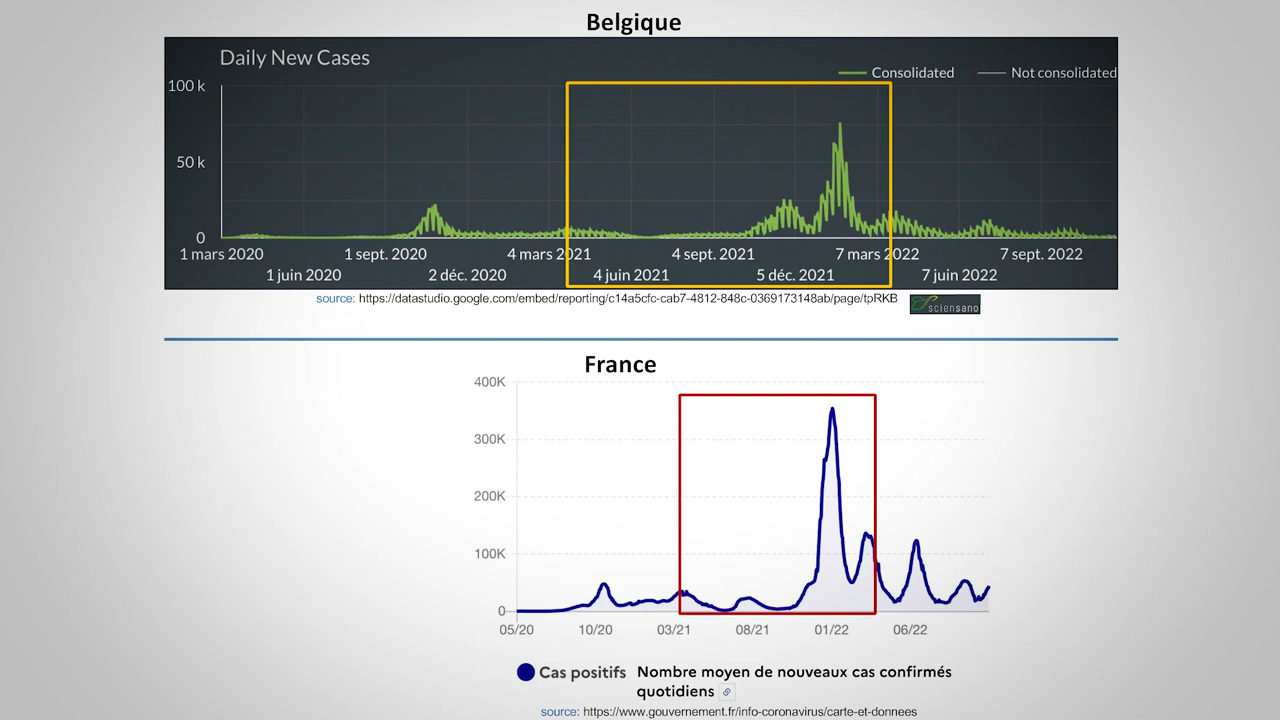 Belgique
Daily New Cases
Consolidated Not consolidated
100 k
50 k
0
1 mars 2020 1 sept. 2020 4 mars 2021 4 sept. 2021 7 mars 2022 7 sept. 2022
1 juin 2020 2 déc. 2020 4 juin 2021 5 déc. 2021 7 juin 2022
source: https://datastudio.google.com/embed/reporting/c14a5cfc-cab7-4812-848c-0369173148ab/page/tpRKB
sciensano
France
400K
300K
200K
100K
0
05/20 10/20 03/21 08/21 01/22 06/22
Cas positifs Nombre moyen de nouveaux cas confirmés
quotidiens
source: https://www.gouvernement.fr/info-coronavirus/carte-et-donnees